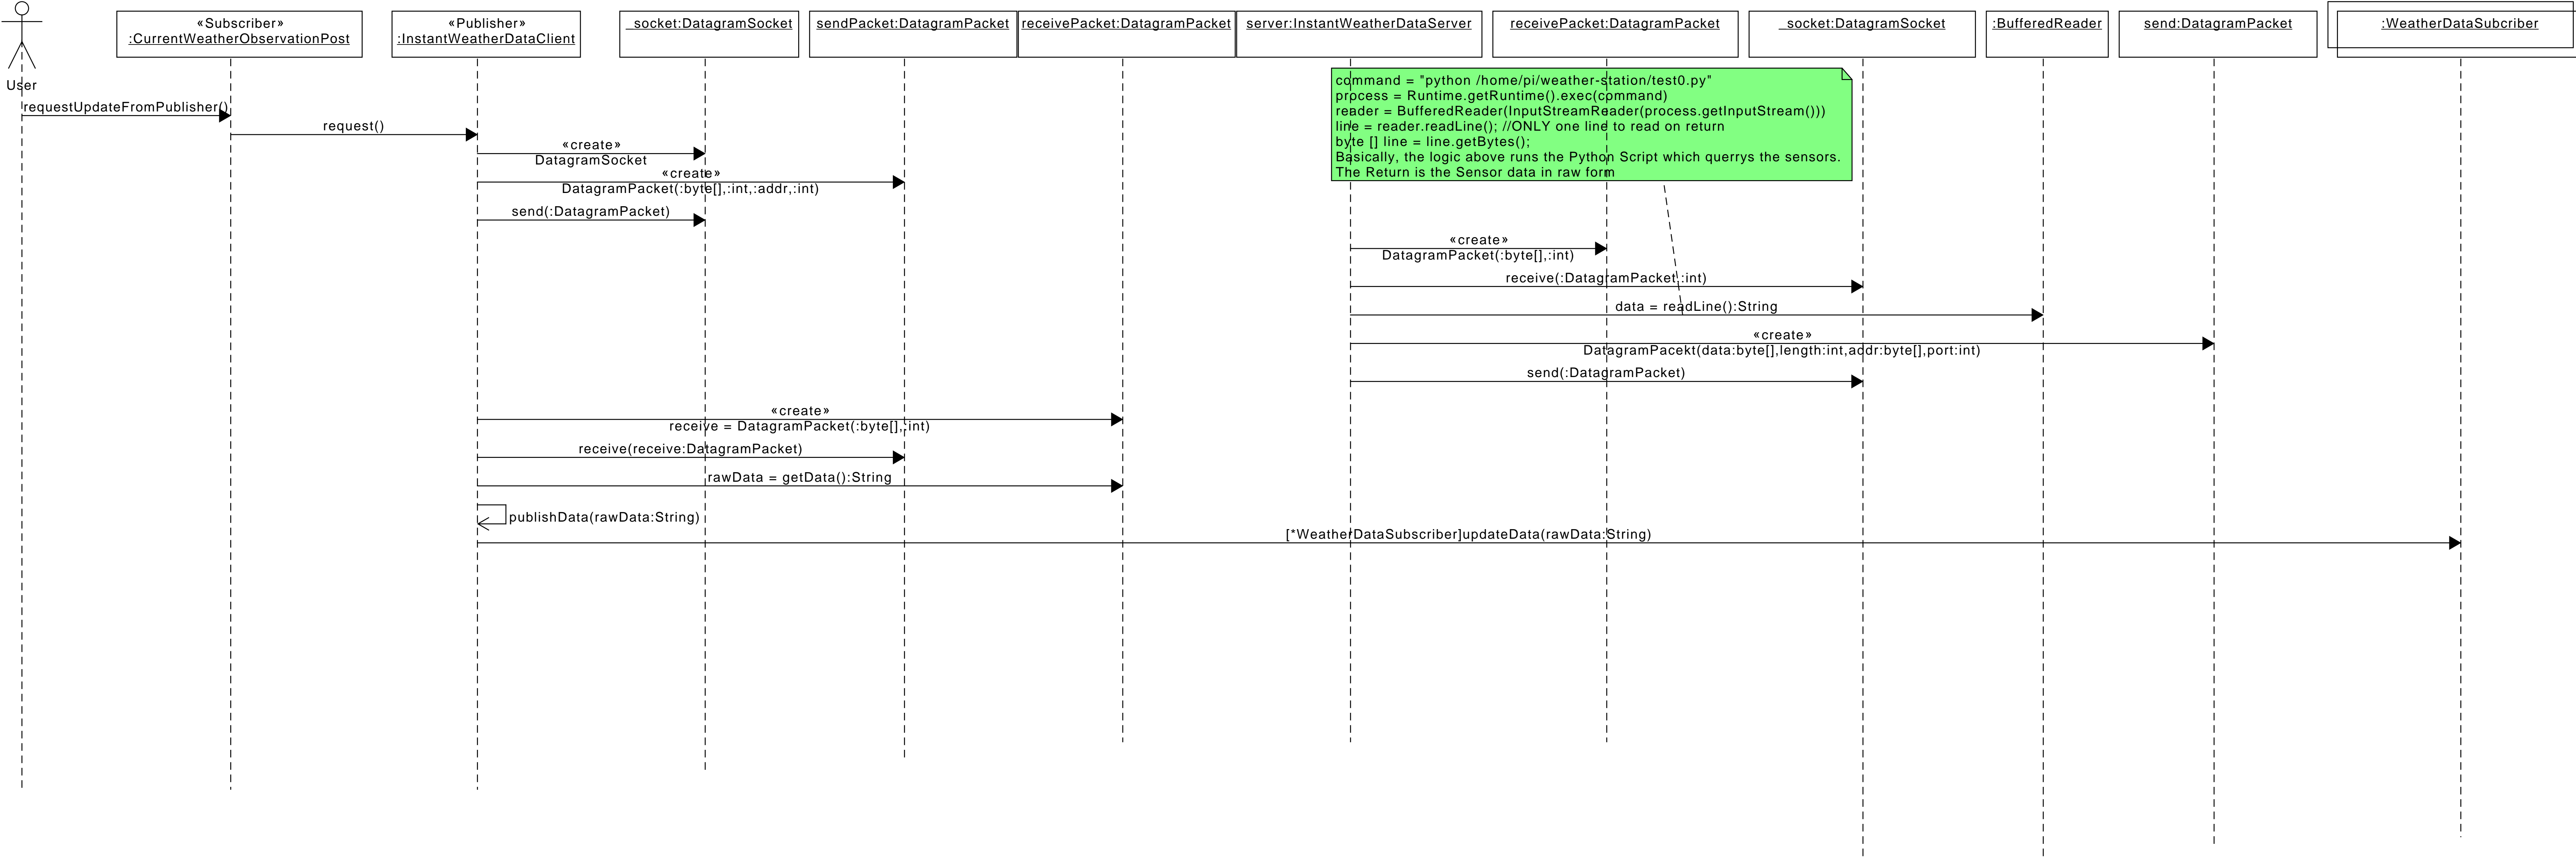 «Subscriber»
:CurrentWeatherObservationPost
«Publisher»
:InstantWeatherDataClient
_socket:DatagramSocket
sendPacket:DatagramPacket
receivePacket:DatagramPacket
server:InstantWeatherDataServer
receivePacket:DatagramPacket
_socket:DatagramSocket
:BufferedReader
send:DatagramPacket
:WeatherDataSubcriber
User
command = "python /home/pi/weather-station/test0.py"
process = Runtime.getRuntime().exec(command)
reader = BufferedReader(InputStreamReader(process.getInputStream()))
line = reader.readLine(); //ONLY one line to read on return
byte [] line = line.getBytes();
Basically, the logic above runs the Python Script which querrys the sensors.
The Return is the Sensor data in raw form
requestUpdateFromPublisher()
request()
«create»
DatagramSocket
«create»
DatagramPacket(:byte[],:int,:addr,:int)
send(:DatagramPacket)
«create»
DatagramPacket(:byte[],:int)
receive(:DatagramPacket,:int)
data = readLine():String
«create»
DatagramPacekt(data:byte[],length:int,addr:byte[],port:int)
send(:DatagramPacket)
«create»
receive = DatagramPacket(:byte[],:int)
receive(receive:DatagramPacket)
rawData = getData():String
publishData(rawData:String)
[*WeatherDataSubscriber]updateData(rawData:String)